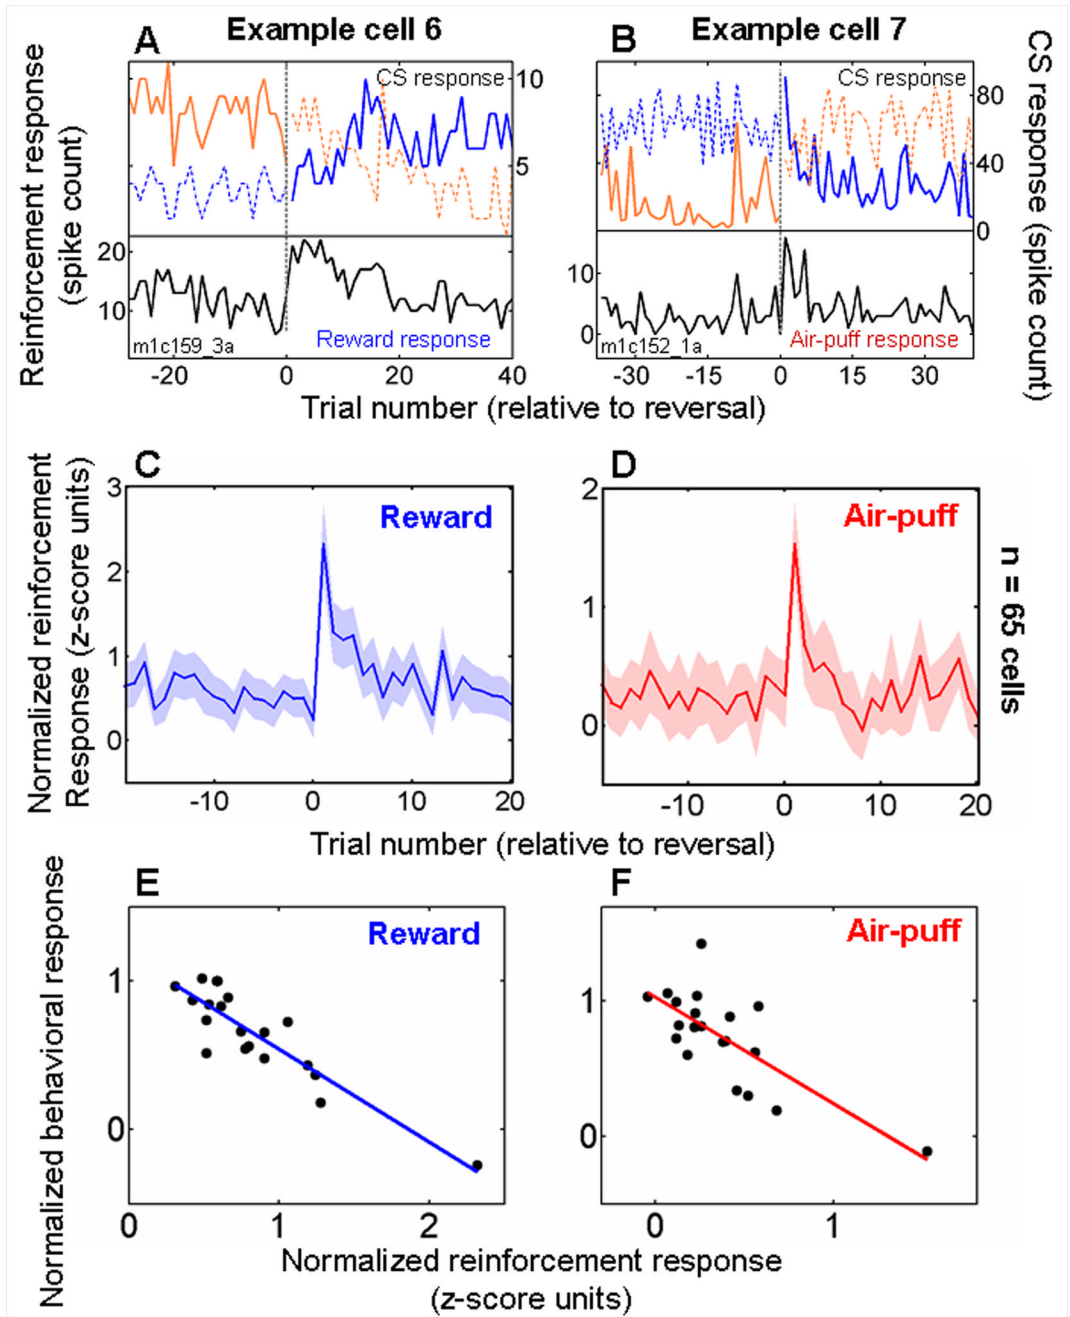 A
Example cell 6
B
Example cell 7
Reinforcement response
(spike count)
CS response
10
5
20
10
m1c159_3a
Reward response
-20
0
20
40
CS response
80
40
0
10
0
m1c152_1a
Air-puff response
-30
-15
0
15
30
CS response (spike count)
Trial number (relative to reversal)
C
D
Normalized reinforcement
Response (z-score units)
3
2
1
0
Reward
-10
0
10
20
2
1
0
Air-puff
-10
0
10
20
n = 65 cells
Trial number (relative to reversal)
E
F
Normalized behavioral response
1
0
Reward
0
1
2
1
0
Air-puff
0
1
Normalized reinforcement response
(z-score units)